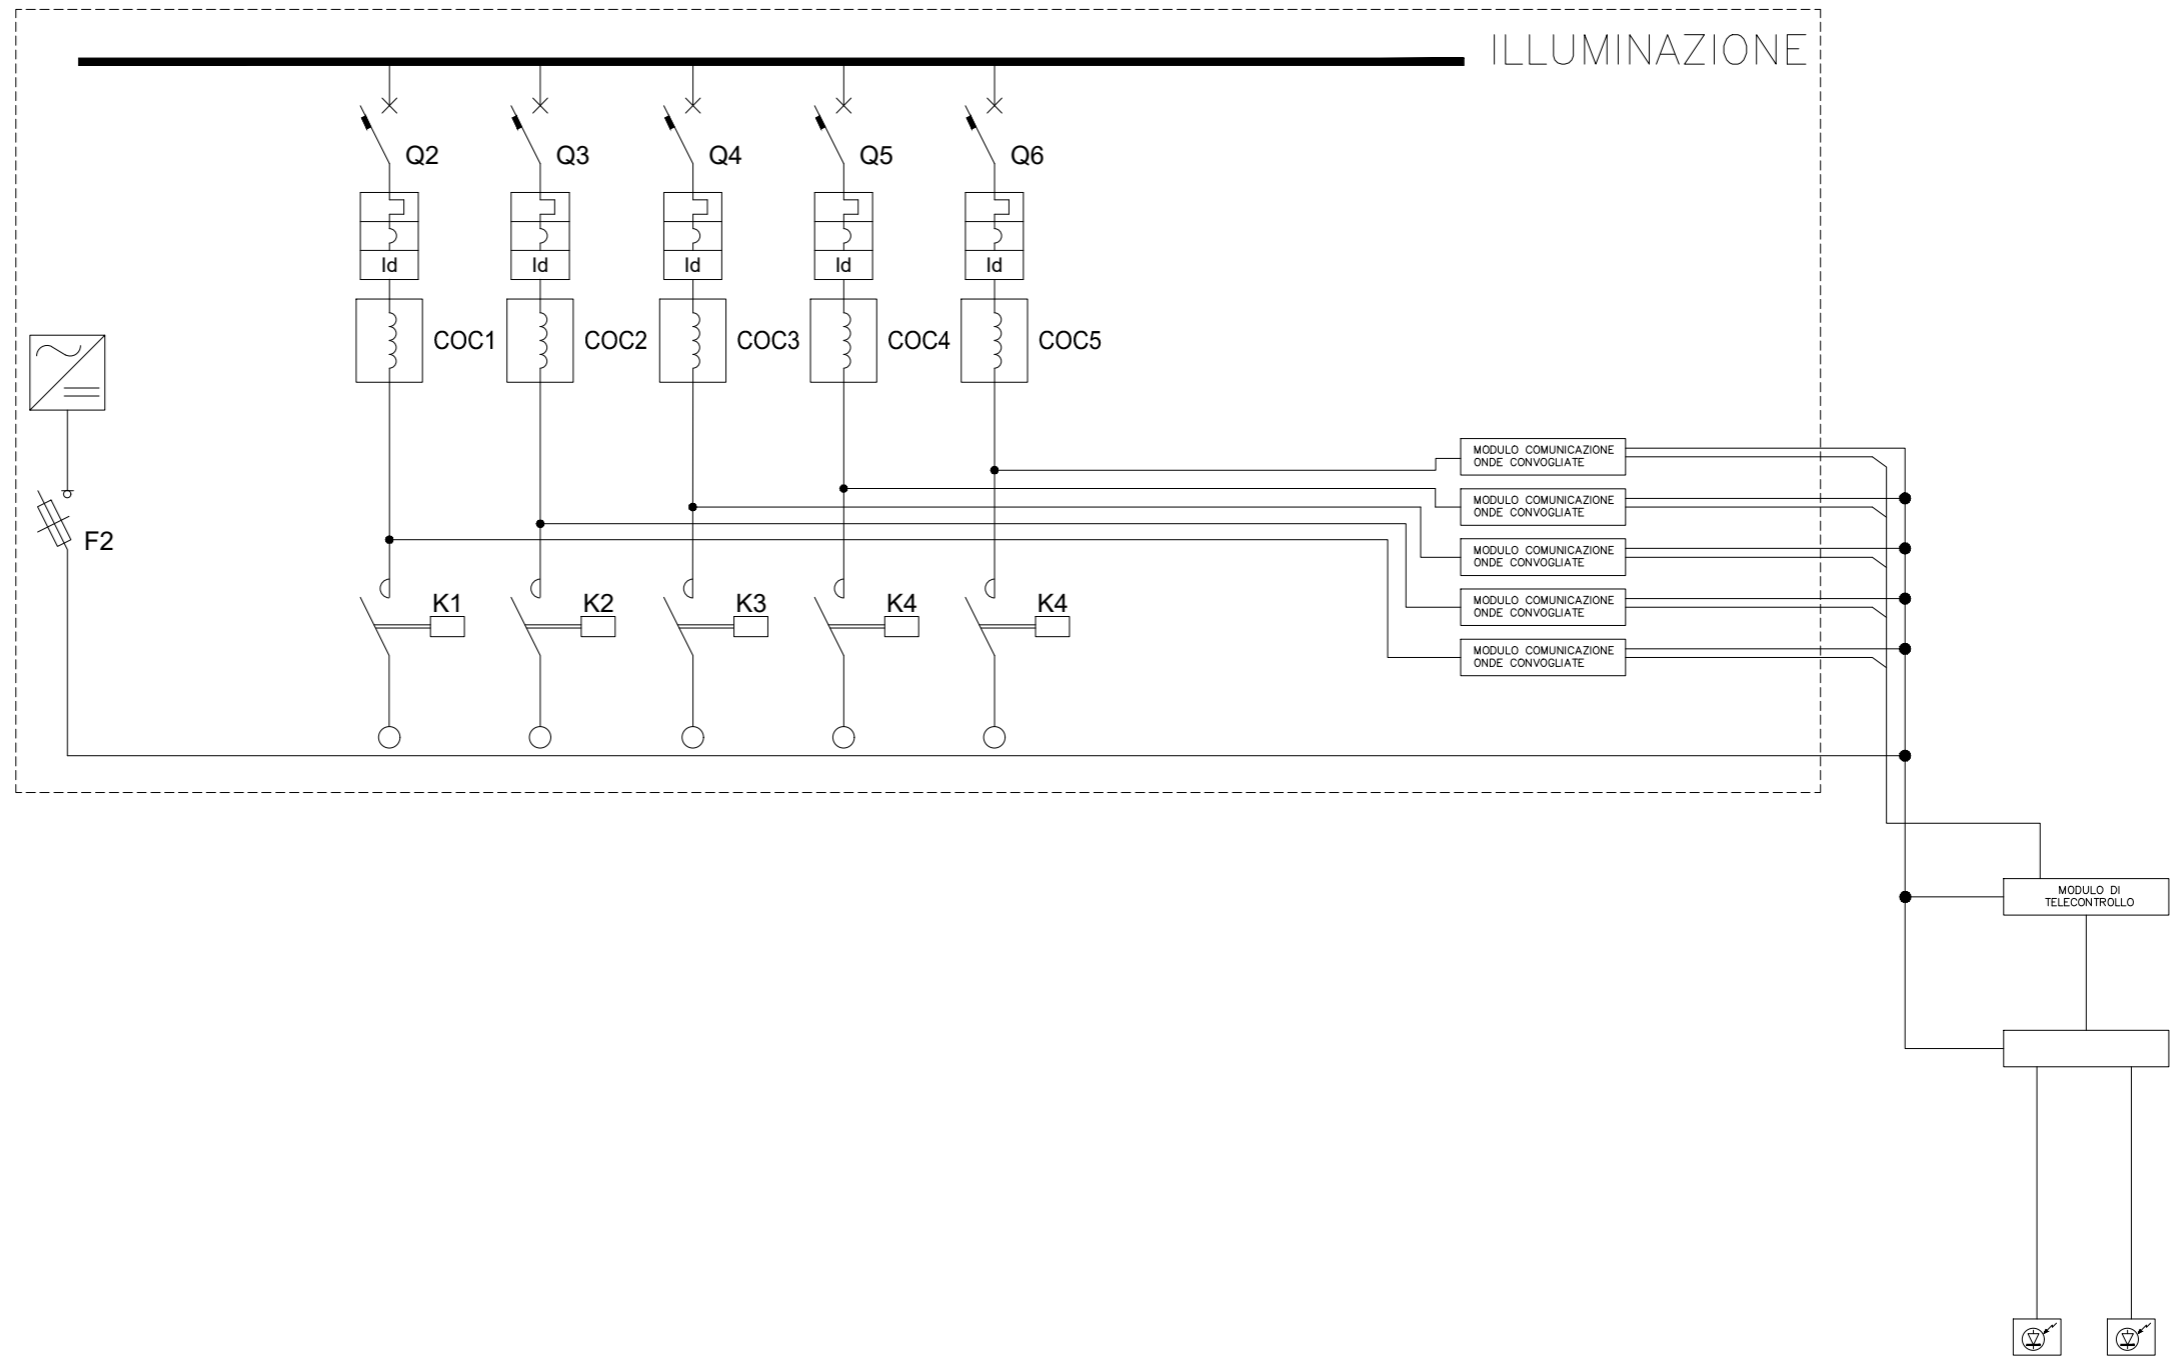 ILLUMINAZIONE
Q2 Q3 Q4 Q5 Q6
Id Id Id Id Id
COC1 COC2 COC3 COC4 COC5
MODULO COMUNICAZIONE
ONDE CONVOGLIATE
MODULO COMUNICAZIONE
ONDE CONVOGLIATE
F2
MODULO COMUNICAZIONE
ONDE CONVOGLIATE
MODULO COMUNICAZIONE
ONDE CONVOGLIATE
K1 K2 K3 K4 K4
MODULO COMUNICAZIONE
ONDE CONVOGLIATE
MODULO DI
TELECONTROLLO